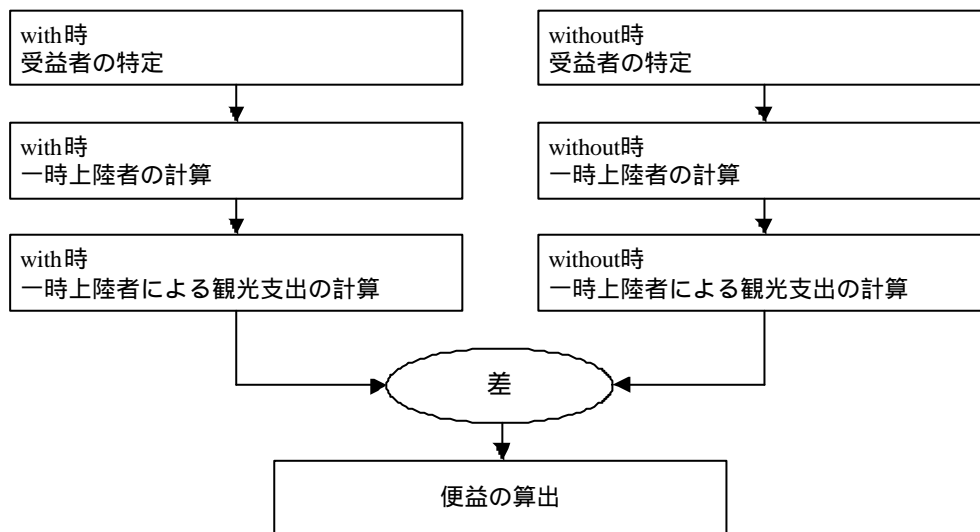 with時
受益者の特定
with時
一時上陸者の計算
with時
一時上陸者による観光支出の計算
without時
受益者の特定
without時
一時上陸者の計算
without時
一時上陸者による観光支出の計算
差
便益の算出